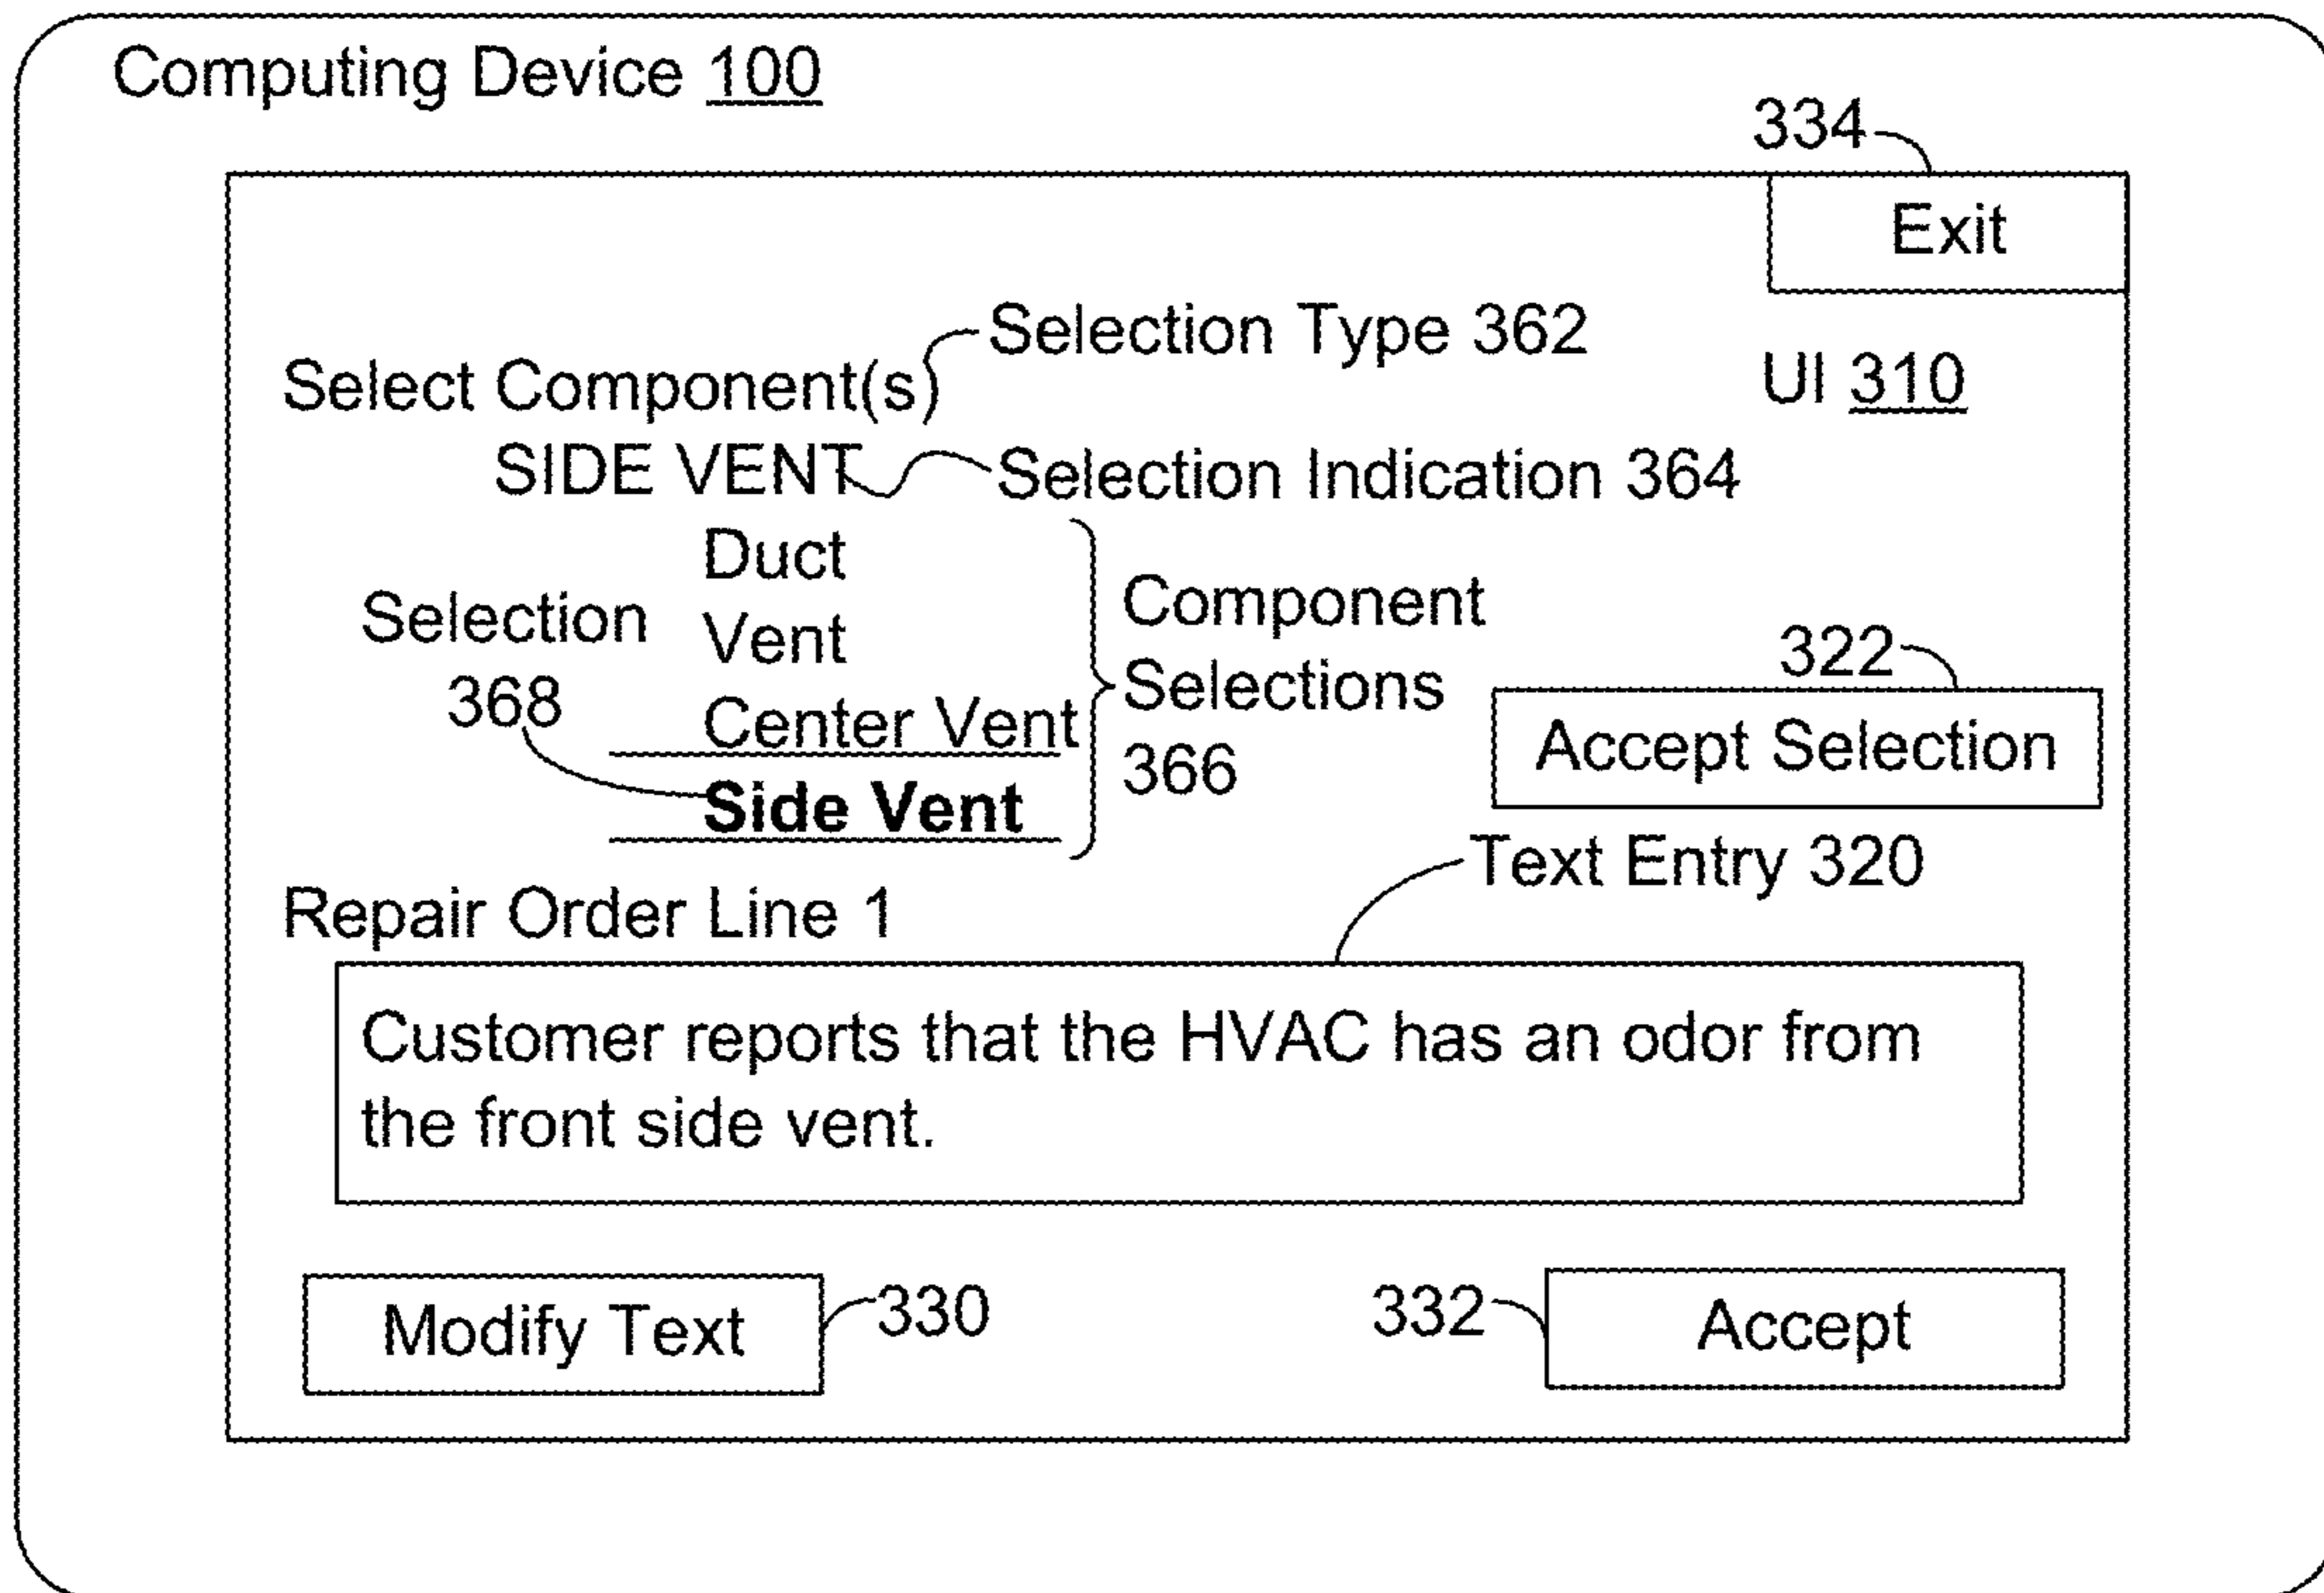 Computing Device 100
334
Exit
Selection Type 362
Select Component(s)
UI 310
SIDE VENT
Selection Indication 364
Duct
Vent
Center Vent
Side Vent
Selection
368
Component
Selections
366
322
Accept Selection
Text Entry 320
Repair Order Line 1
Customer reports that the HVAC has an odor from
the front side vent.
Modify Text
330
332
Accept